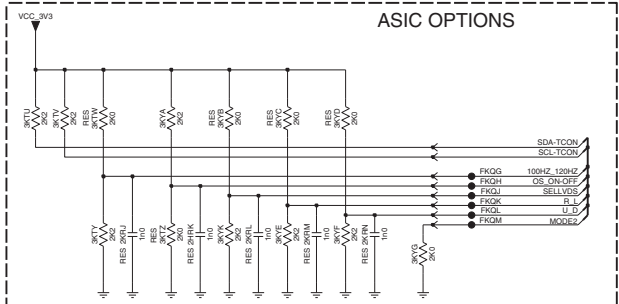 ASIC OPTIONS
VCC_3V3
3KTU
2K2
3KTV
2K2
RES
3KTW
2K0
3KYA
2K2
RES
3KYB
2K0
RES
3KYC
2K0
RES
3KYD
2K0
SDA-TCON
SCL-TCON
FKQG 100HZ_120HZ
FKQH OS_ON-OFF
FKQJ SELLVDS
FKQK R_L
FKQL U_D
FKQM MODE2
3KTY
2K2
RES 2KRJ
1n0
RES
3KTZ
2K0
RES 2HRK
1n0
3KYK
2K2
RES 2KRL
1n0
3KYE
2K2
RES 2KRM
1n0
3KYF
2K2
RES 2KRN
1n0
3KYG
2K0